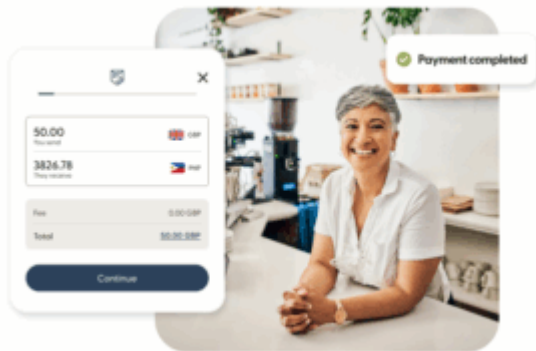 Payment completed
50.00
GBP
You send
3826.78
PHP
They receive
Fee
0.00 GBP
Total
50.00 GBP
Continue